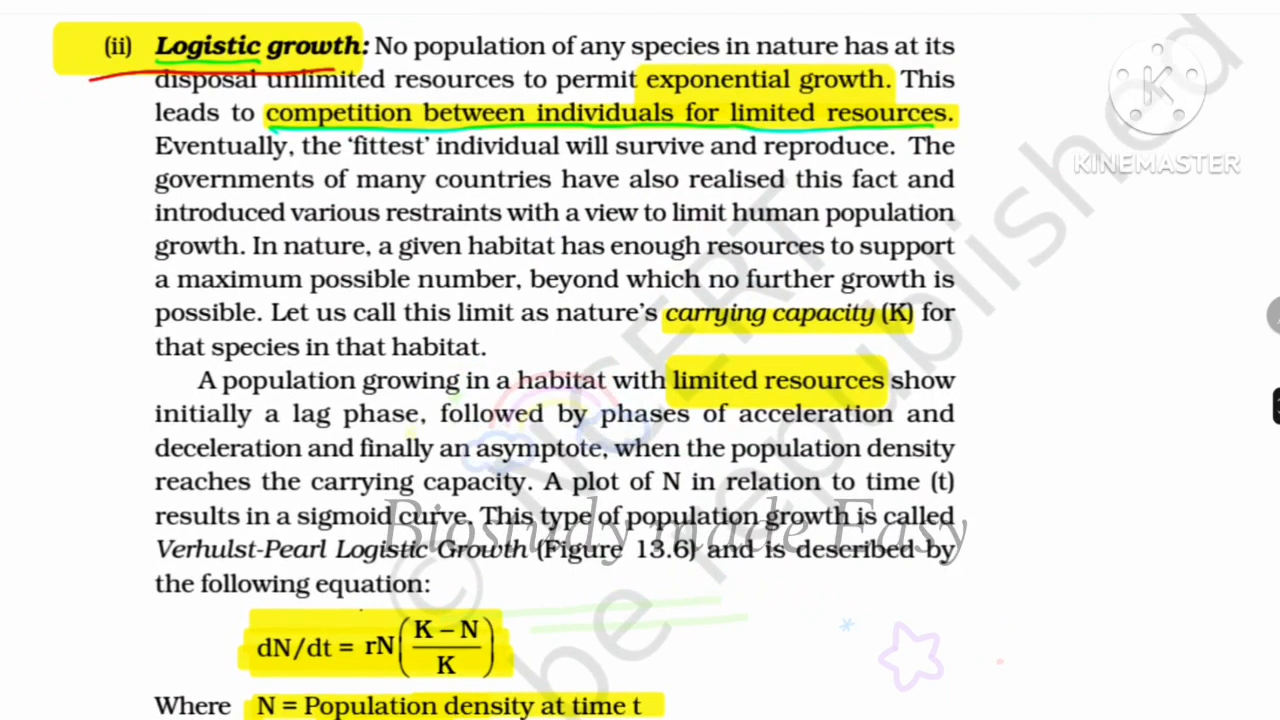 (ii) Logistic growth: No population of any species in nature has at its
disposal unlimited resources to permit exponential growth. This
leads to competition between individuals for limited resources.
Eventually, the 'fittest' individual will survive and reproduce. The
governments of many countries have also realised this fact and
introduced various restraints with a view to limit human population
growth. In nature, a given habitat has enough resources to support
a maximum possible number, beyond which no further growth is
possible. Let us call this limit as nature's carrying capacity (K) for
that species in that habitat.
A population growing in a habitat with limited resources show
initially a lag phase, followed by phases of acceleration and
deceleration and finally an asymptote, when the population density
reaches the carrying capacity. A plot of N in relation to time (t)
results in a sigmoid curve. This type of population growth is called
Verhulst-Pearl Logistic Growth (Figure 13.6) and is described by
the following equation:
dN/dt = rN( K – N / K )
Where N = Population density at time t
K
KINEMASTER
Biostudy made Easy
© NCERT
be republished